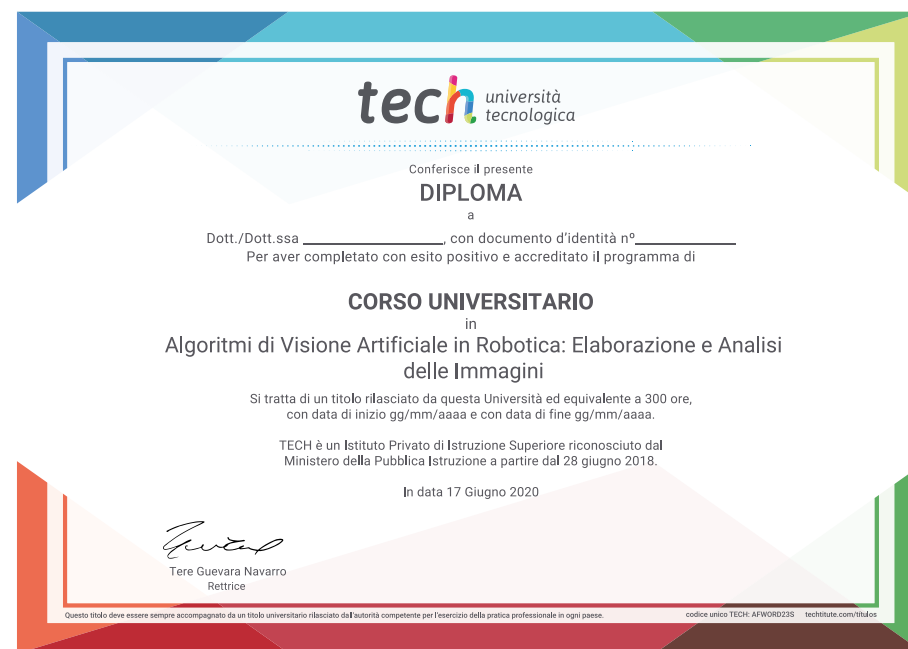 tech università
tecnologica
Conferisce il presente
DIPLOMA
a
Dott./Dott.ssa ____________________, con documento d'identità nº______________
Per aver completato con esito positivo e accreditato il programma di
CORSO UNIVERSITARIO
in
Algoritmi di Visione Artificiale in Robotica: Elaborazione e Analisi
delle Immagini
Si tratta di un titolo rilasciato da questa Università ed equivalente a 300 ore,
con data di inizio gg/mm/aaaa e con data di fine gg/mm/aaaa.
TECH è un Istituto Privato di Istruzione Superiore riconosciuto dal
Ministero della Pubblica Istruzione a partire dal 28 giugno 2018.
In data 17 Giugno 2020
Tere Guevara Navarro
Rettrice
Questo titolo deve essere sempre accompagnato da un titolo universitario rilasciato dall'autorità competente per l'esercizio della pratica professionale in ogni paese. codice unico TECH: AFWORD23S techtitute.com/titulos